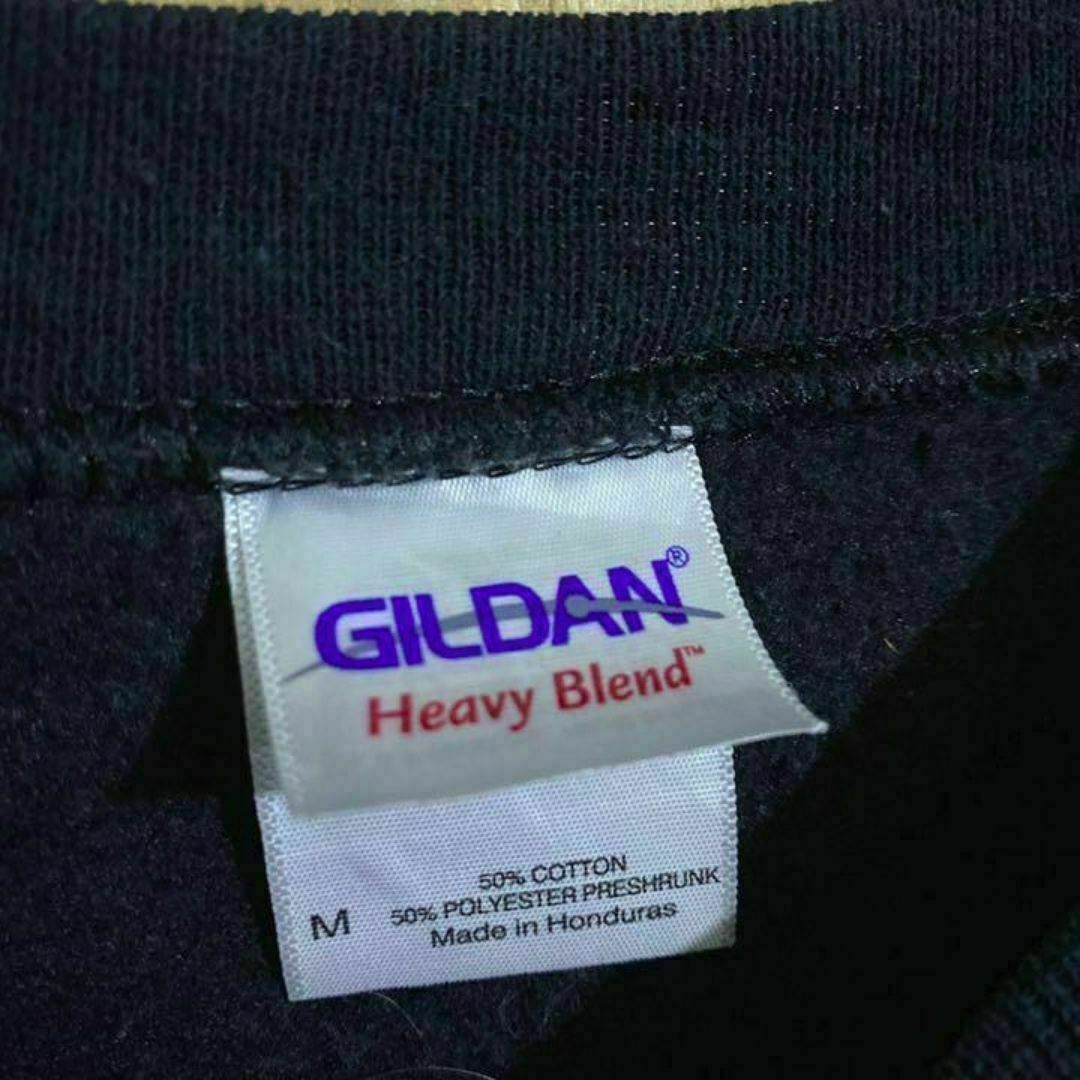 GILDAN®
Heavy Blend™
50% COTTON
50% POLYESTER PRESHRUNK
M
Made in Honduras